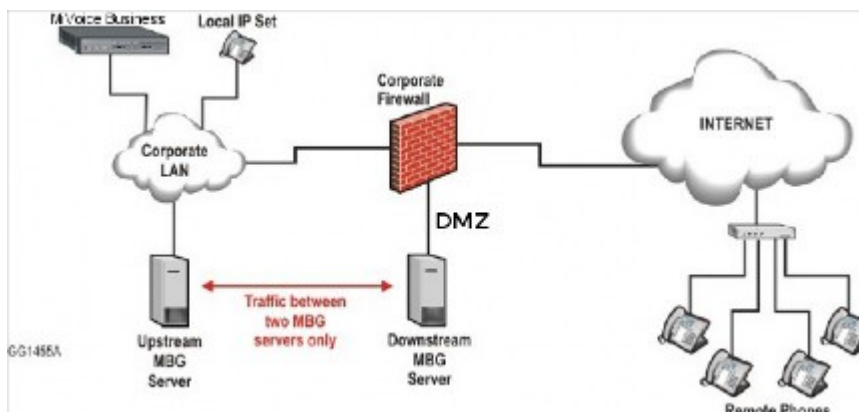 MiVoice Business
Local IP Set
Corporate
Firewall
INTERNET
Corporate
LAN
DMZ
Traffic between
two MBG
servers only
Upstream
MBG
Server
Downstream
MBG
Server
GG1455A
Remote Phones